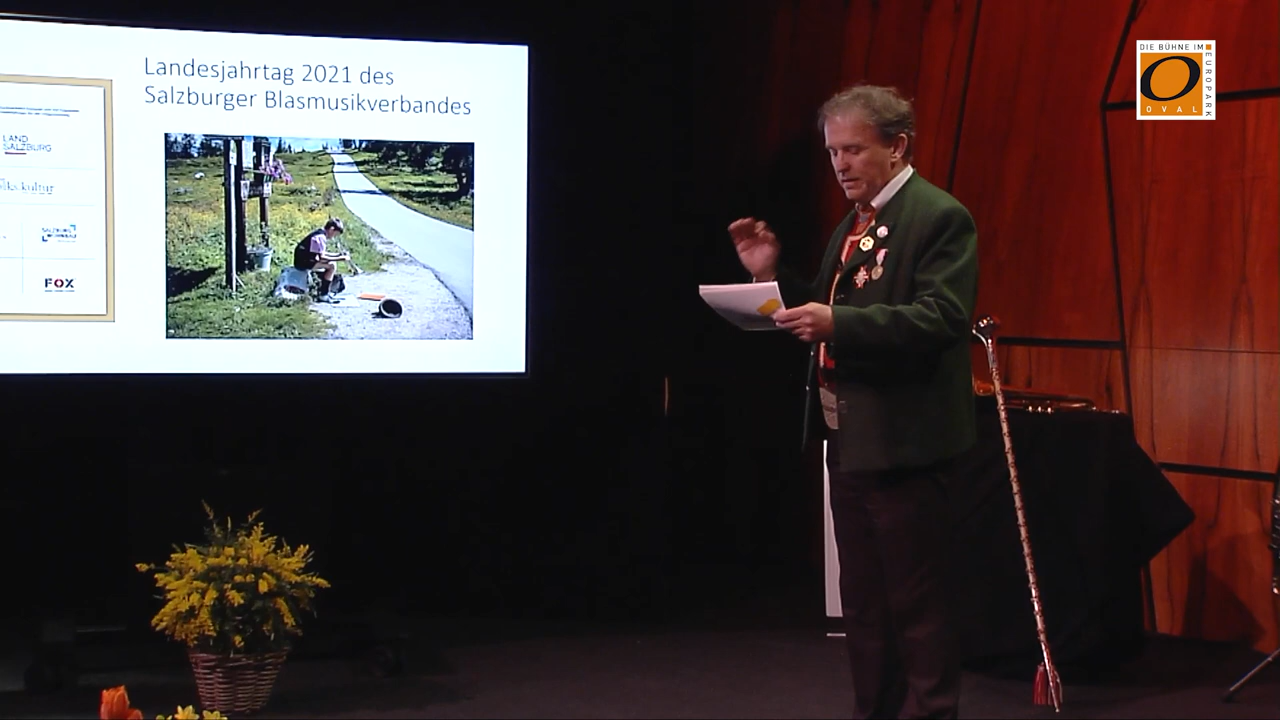 Landesjahrtag 2021 des
Salzburger Blasmusikverbandes
LAND
SALZBURG
FOX
DIE BÜHNE IM
EUROPARK
OVAL